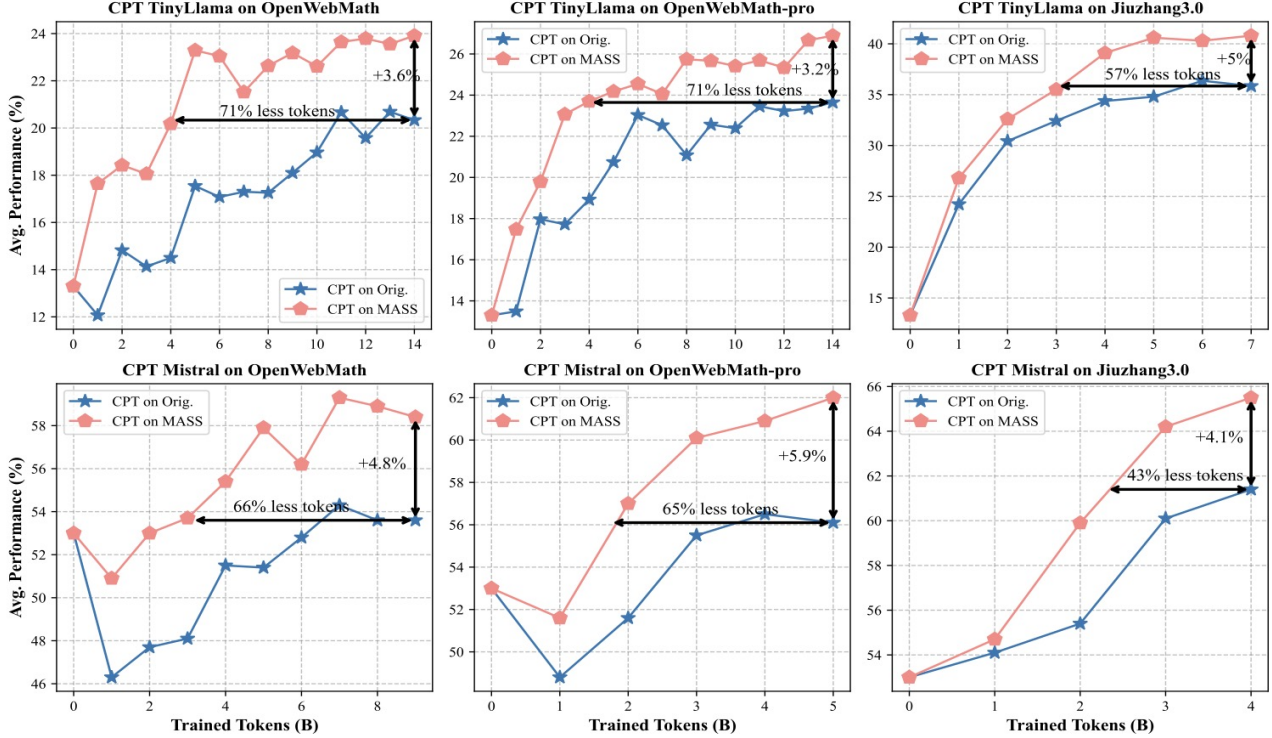 CPT TinyLlama on OpenWebMath
Avg. Performance (%)
24
22
20
18
16
14
12
0 2 4 6 8 10 12 14
+3.6%
71% less tokens
CPT on Orig.
CPT on MASS
CPT TinyLlama on OpenWebMath-pro
CPT on Orig.
CPT on MASS
26
24
22
20
18
16
14
0 2 4 6 8 10 12 14
+3.2%
71% less tokens
CPT TinyLlama on Jiuzhang3.0
CPT on Orig.
CPT on MASS
40
35
30
25
20
15
0 1 2 3 4 5 6 7
+5%
57% less tokens
CPT Mistral on OpenWebMath
Avg. Performance (%)
CPT on Orig.
CPT on MASS
58
56
54
52
50
48
46
0 2 4 6 8
+4.8%
66% less tokens
Trained Tokens (B)
CPT Mistral on OpenWebMath-pro
CPT on Orig.
CPT on MASS
62
60
58
56
54
52
50
0 1 2 3 4 5
+5.9%
65% less tokens
Trained Tokens (B)
CPT Mistral on Jiuzhang3.0
CPT on Orig.
CPT on MASS
66
64
62
60
58
56
54
0 1 2 3 4
+4.1%
43% less tokens
Trained Tokens (B)